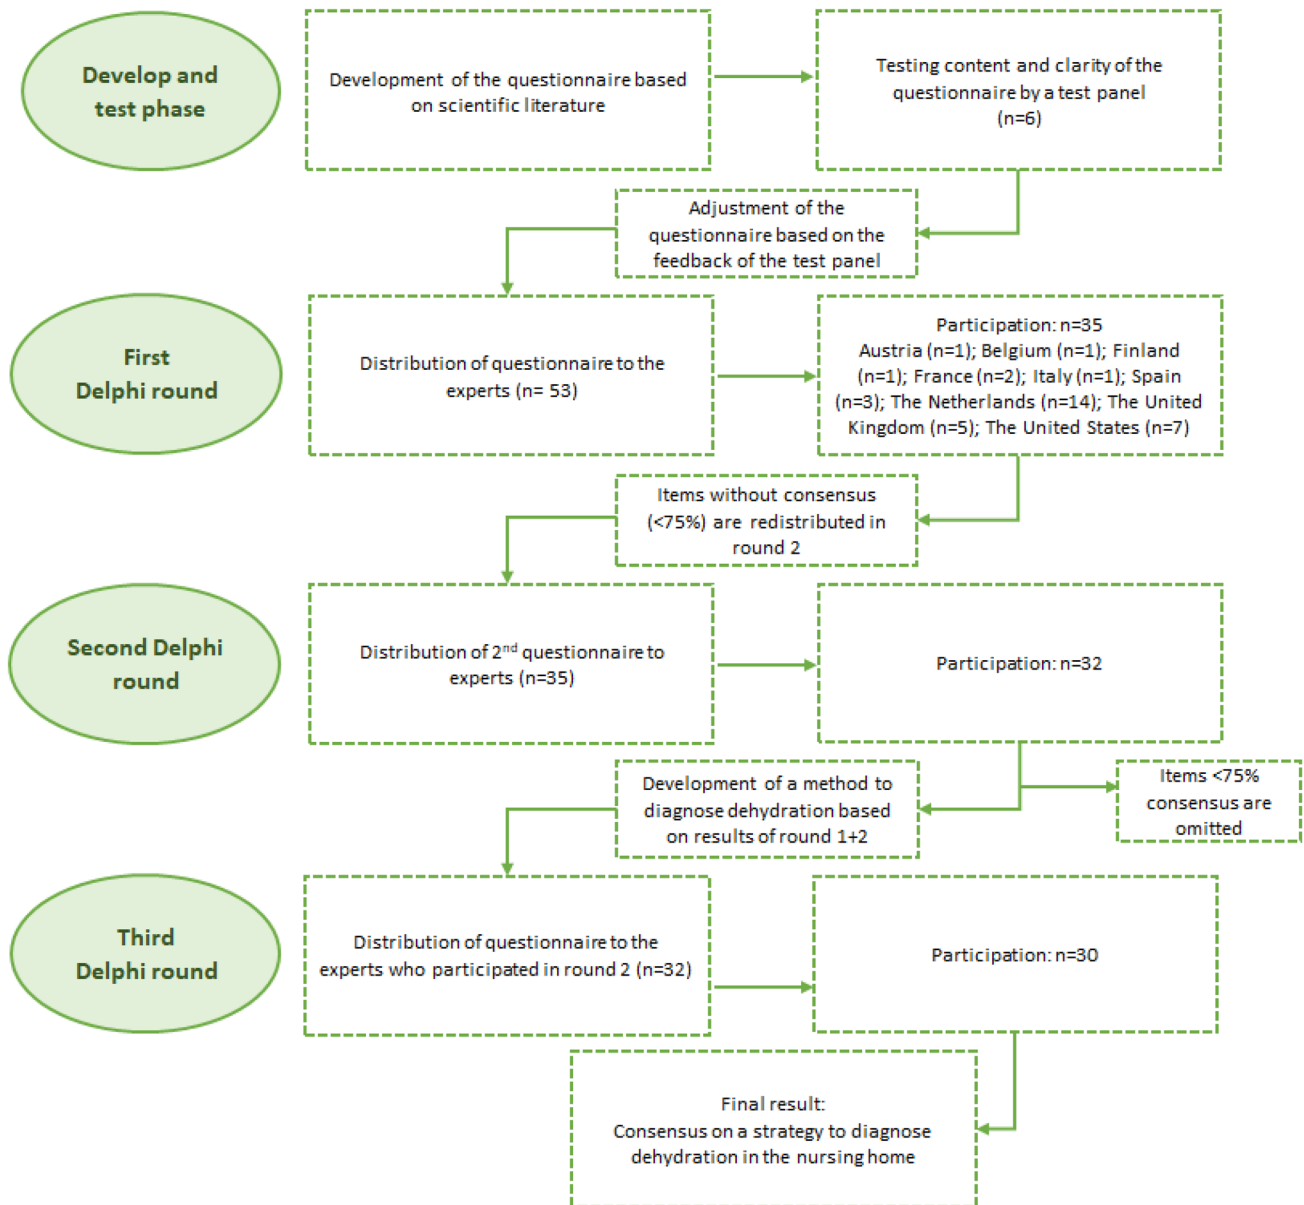 Develop and
test phase
Development of the questionnaire based
on scientific literature
Testing content and clarity of the
questionnaire by a test panel
(n=6)
Adjustment of the
questionnaire based on the
feedback of the test panel
First
Delphi round
Distribution of questionnaire to the
experts (n= 53)
Participation: n=35
Austria (n=1); Belgium (n=1); Finland
(n=1); France (n=2); Italy (n=1); Spain
(n=3); The Netherlands (n=14); The United
Kingdom (n=5); The United States (n=7)
Items without consensus
(<75%) are redistributed in
round 2
Second Delphi
round
Distribution of 2nd questionnaire to
experts (n=35)
Participation: n=32
Development of a method to
diagnose dehydration based
on results of round 1+2
Items <75%
consensus are
omitted
Third
Delphi round
Distribution of questionnaire to the
experts who participated in round 2 (n=32)
Participation: n=30
Final result:
Consensus on a strategy to diagnose
dehydration in the nursing home